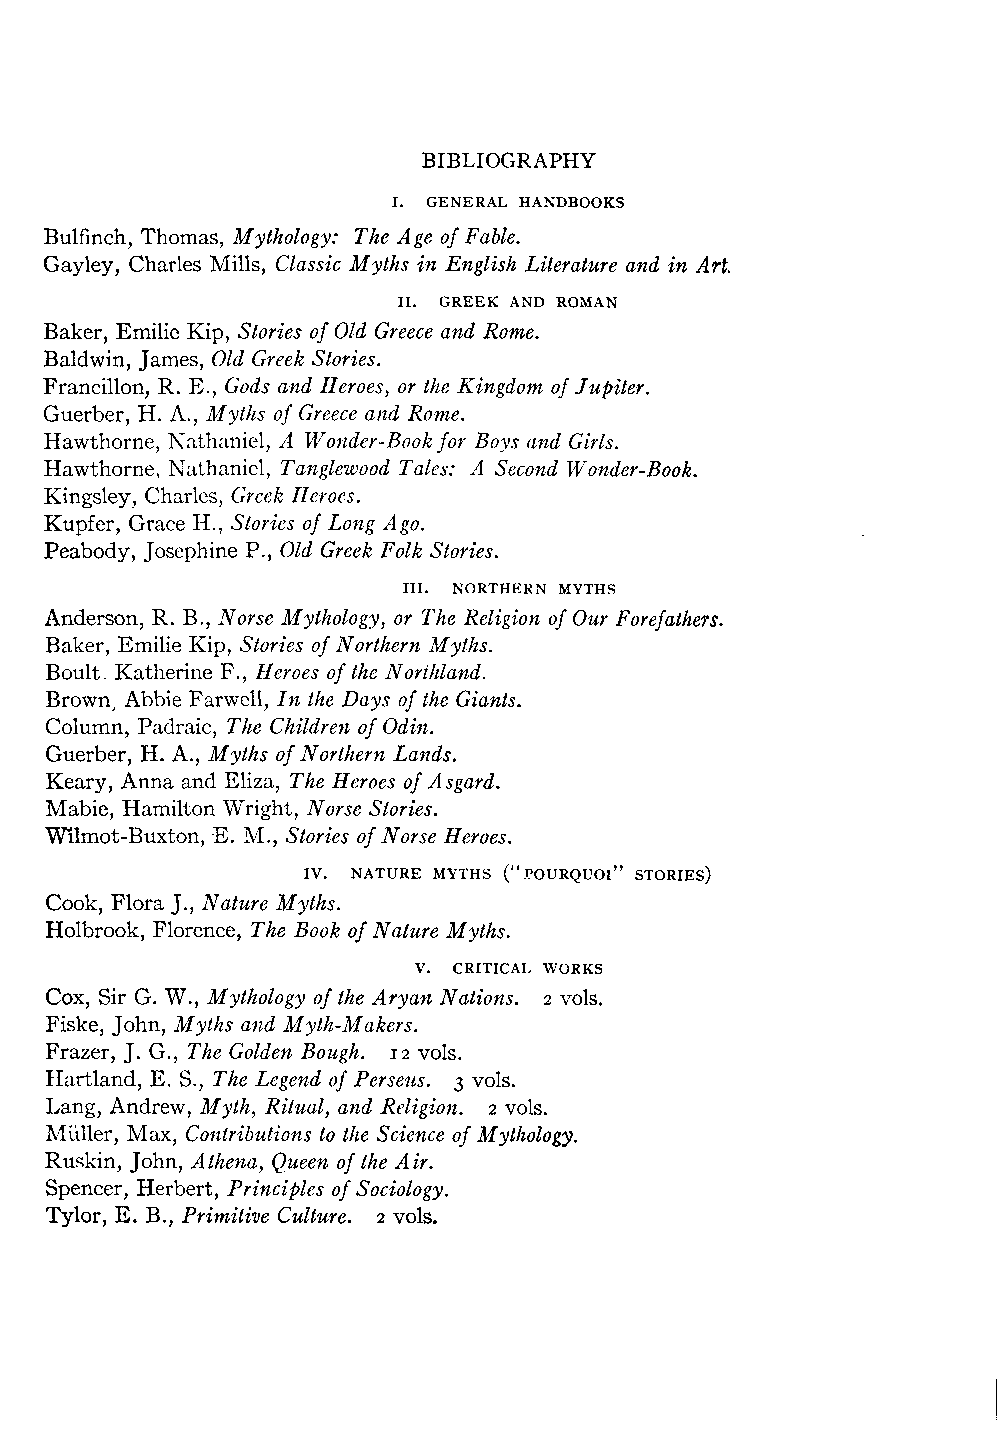 BIBLIOGRAPHY
I. GENERAL HANDBOOKS
Bulfinch, Thomas, Mythology: The Age of Fable.
Gayley, Charles Mills, Classic Myths in English Literature and in Art.
II. GREEK AND ROMAN
Baker, Emilie Kip, Stories of Old Greece and Rome.
Baldwin, James, Old Greek Stories.
Francillon, R. E., Gods and Heroes, or the Kingdom of Jupiter.
Guerber, H. A., Myths of Greece and Rome.
Hawthorne, Nathaniel, A Wonder-Book for Boys and Girls.
Hawthorne, Nathaniel, Tanglewood Tales: A Second Wonder-Book.
Kingsley, Charles, Greek Heroes.
Kupfer, Grace H., Stories of Long Ago.
Peabody, Josephine P., Old Greek Folk Stories.
III. NORTHERN MYTHS
Anderson, R. B., Norse Mythology, or The Religion of Our Forefathers.
Baker, Emilie Kip, Stories of Northern Myths.
Boult. Katherine F., Heroes of the Northland.
Brown, Abbie Farwell, In the Days of the Giants.
Column, Padraic, The Children of Odin.
Guerber, H. A., Myths of Northern Lands.
Keary, Anna and Eliza, The Heroes of Asgard.
Mabie, Hamilton Wright, Norse Stories.
Wilmot-Buxton, E. M., Stories of Norse Heroes.
IV. NATURE MYTHS ("POURQUOI" STORIES)
Cook, Flora J., Nature Myths.
Holbrook, Florence, The Book of Nature Myths.
V. CRITICAL WORKS
Cox, Sir G. W., Mythology of the Aryan Nations. 2 vols.
Fiske, John, Myths and Myth-Makers.
Frazer, J. G., The Golden Bough. 12 vols.
Hartland, E. S., The Legend of Perseus. 3 vols.
Lang, Andrew, Myth, Ritual, and Religion. 2 vols.
Müller, Max, Contributions to the Science of Mythology.
Ruskin, John, Athena, Queen of the Air.
Spencer, Herbert, Principles of Sociology.
Tylor, E. B., Primitive Culture. 2 vols.